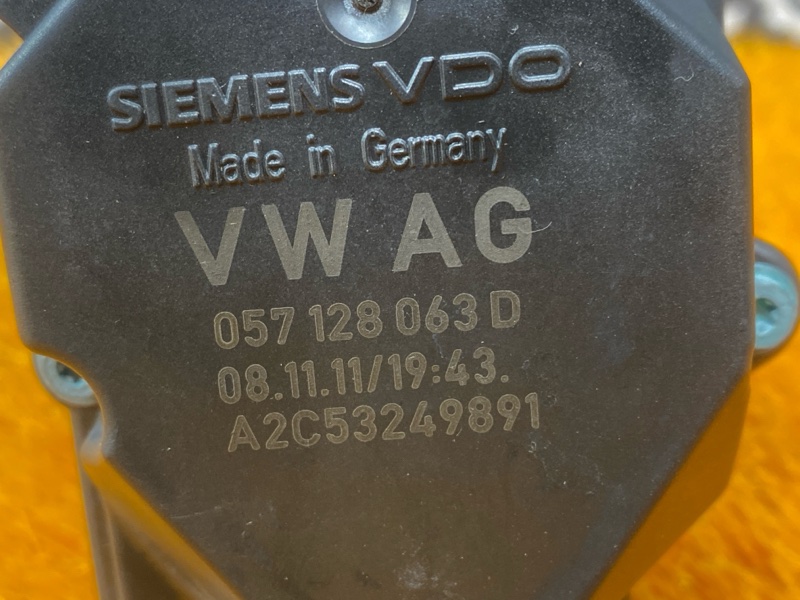 SIEMENS VDO
Made in Germany
VW AG
057 128 063 D
08.11.11/19:43.
A2C53249891